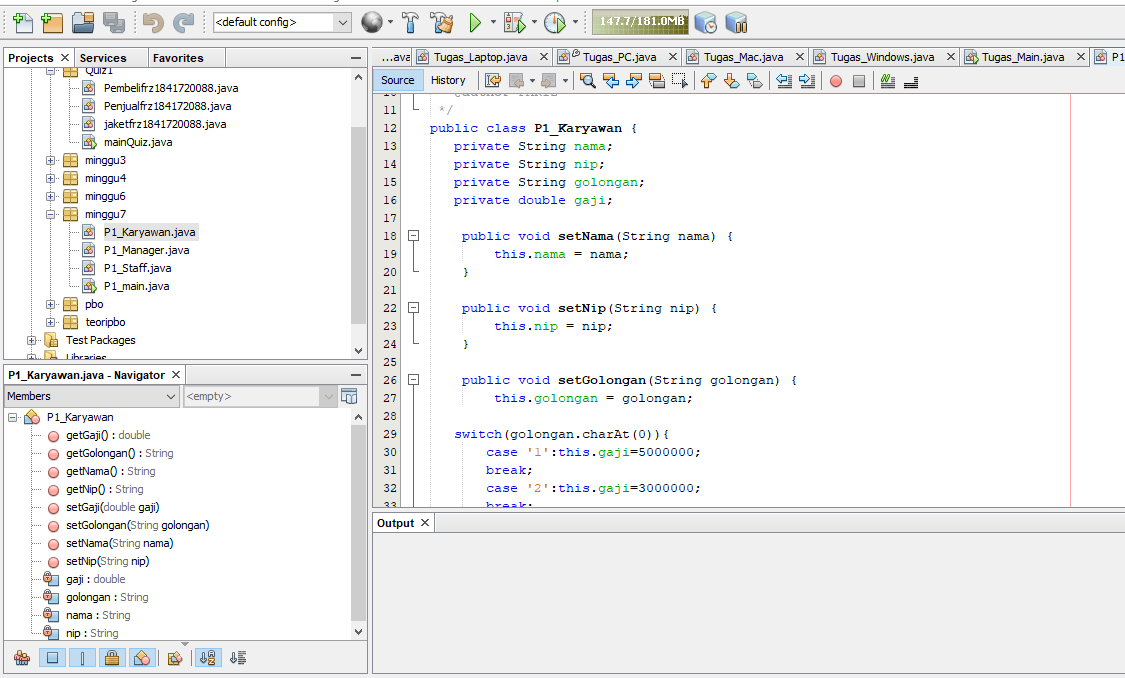 <default config>
147.7/181.0MB
Projects
Services
Favorites
Quiz1
Pembelifrz1841720088.java
Penjualfrz1841720088.java
jaketfrz1841720088.java
mainQuiz.java
minggu3
minggu4
minggu6
minggu7
P1_Karyawan.java
P1_Manager.java
P1_Staff.java
P1_main.java
pbo
teoripbo
Test Packages
Libraries
P1_Karyawan.java - Navigator
Members
<empty>
P1_Karyawan
getGaji() : double
getGolongan() : String
getNama() : String
getNip() : String
setGaji(double gaji)
setGolongan(String golongan)
setNama(String nama)
setNip(String nip)
gaji : double
golongan : String
nama : String
nip : String
...ava
Tugas_Laptop.java
Tugas_PC.java
Tugas_Mac.java
Tugas_Windows.java
Tugas_Main.java
P1
Source
History
11 */
12 public class P1_Karyawan {
13 private String nama;
14 private String nip;
15 private String golongan;
16 private double gaji;
17
18 public void setNama(String nama) {
19 this.nama = nama;
20 }
21
22 public void setNip(String nip) {
23 this.nip = nip;
24 }
25
26 public void setGolongan(String golongan) {
27 this.golongan = golongan;
28
29 switch(golongan.charAt(0)){
30 case '1':this.gaji=5000000;
31 break;
32 case '2':this.gaji=3000000;
33 break;
Output